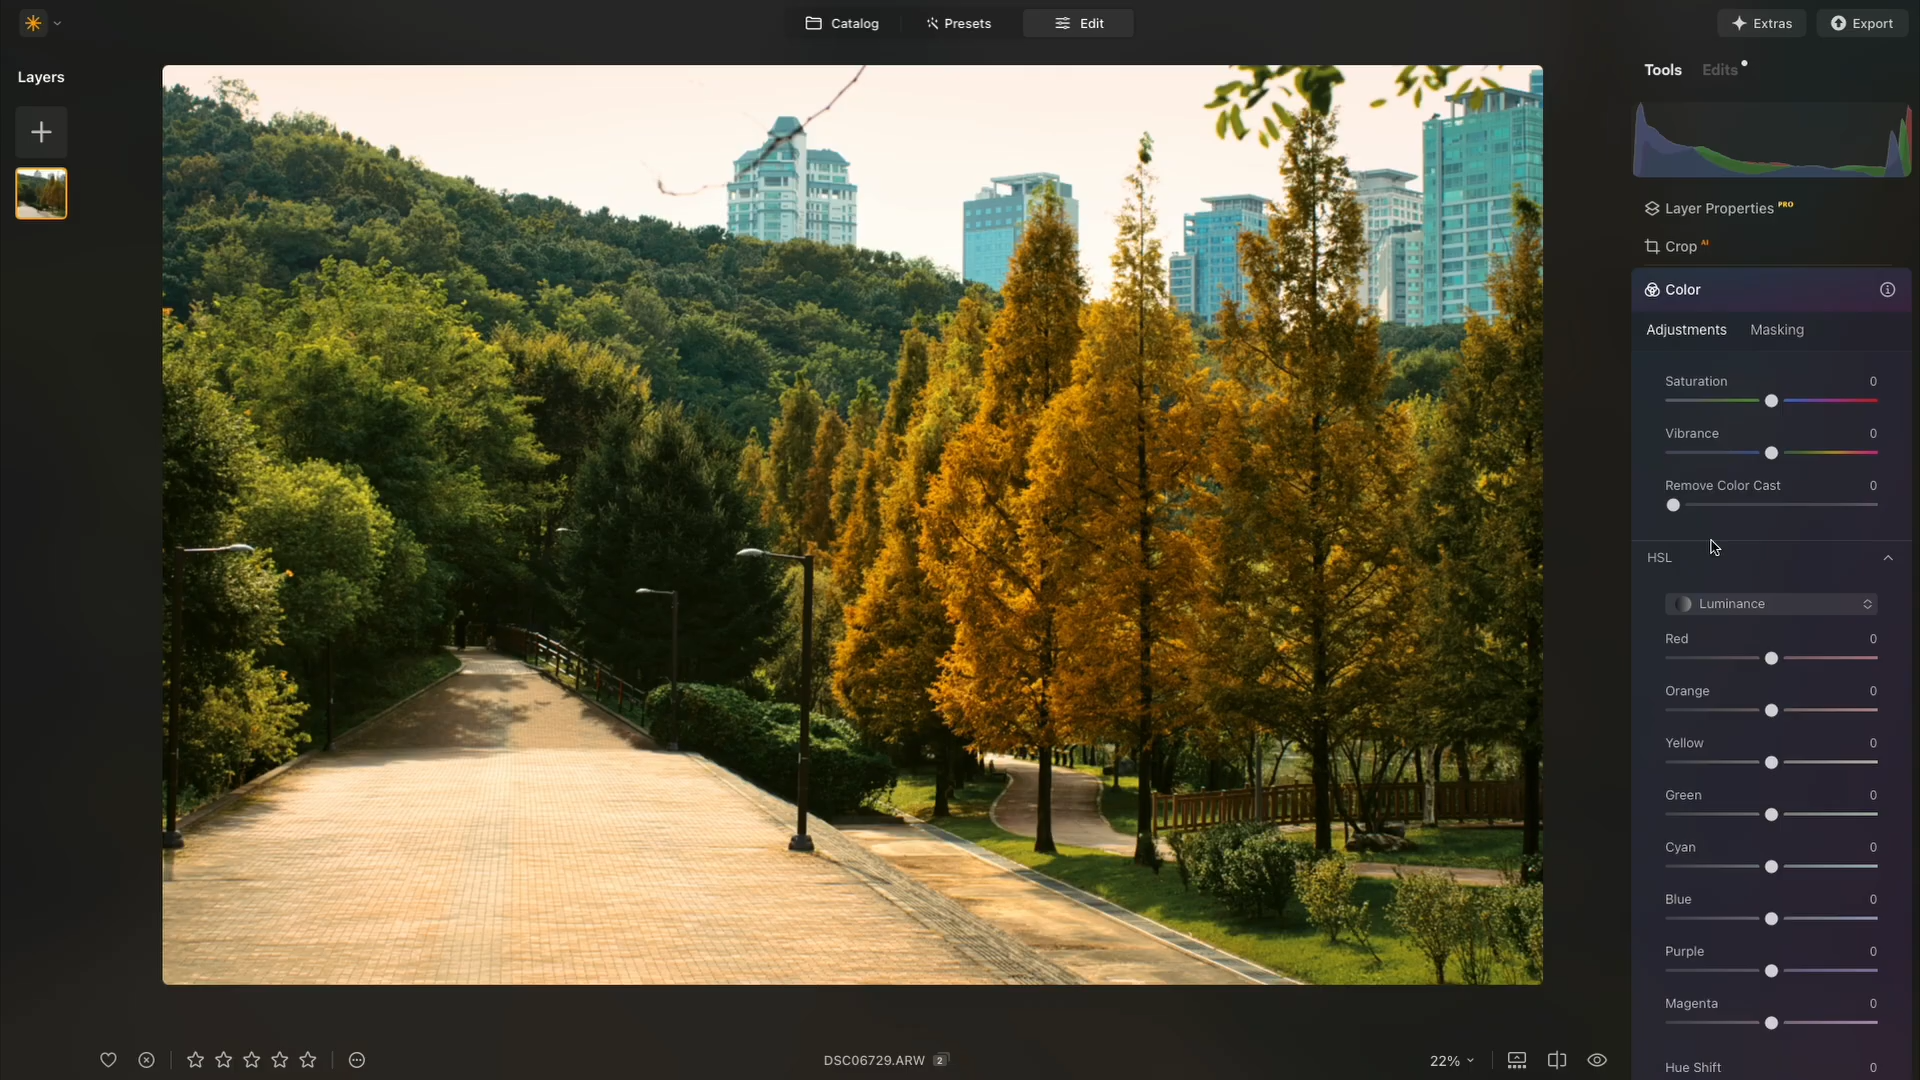 Catalog
Presets
Edit
Extras
Export
Layers
Tools Edits
Layer Properties PRO
Crop AI
Color
Adjustments Masking
Saturation 0
Vibrance 0
Remove Color Cast 0
HSL
Luminance
Red 0
Orange 0
Yellow 0
Green 0
Cyan 0
Blue 0
Purple 0
Magenta 0
Hue Shift 0
DSC06729.ARW 2
22%